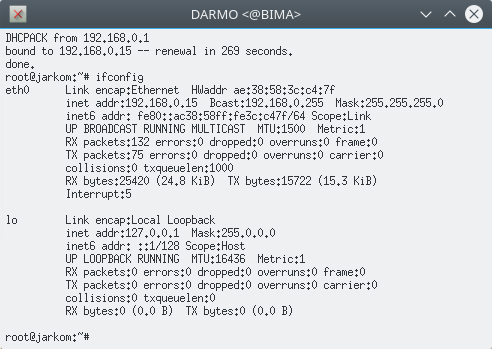 DARMO <@BIMA>
DHCPACK from 192.168.0.1
bound to 192.168.0.15 -- renewal in 269 seconds.
done.
root@jarkom:~# ifconfig
eth0 Link encap:Ethernet HWaddr ae:38:58:3c:c4:7f
inet addr:192.168.0.15 Bcast:192.168.0.255 Mask:255.255.255.0
inet6 addr: fe80::ac38:58ff:fe3c:c47f/64 Scope:Link
UP BROADCAST RUNNING MULTICAST MTU:1500 Metric:1
RX packets:132 errors:0 dropped:0 overruns:0 frame:0
TX packets:75 errors:0 dropped:0 overruns:0 carrier:0
collisions:0 txqueuelen:1000
RX bytes:25420 (24.8 KiB) TX bytes:15722 (15.3 KiB)
Interrupt:5
lo Link encap:Local Loopback
inet addr:127.0.0.1 Mask:255.0.0.0
inet6 addr: ::1/128 Scope:Host
UP LOOPBACK RUNNING MTU:16436 Metric:1
RX packets:0 errors:0 dropped:0 overruns:0 frame:0
TX packets:0 errors:0 dropped:0 overruns:0 carrier:0
collisions:0 txqueuelen:0
RX bytes:0 (0.0 B) TX bytes:0 (0.0 B)
root@jarkom:~#